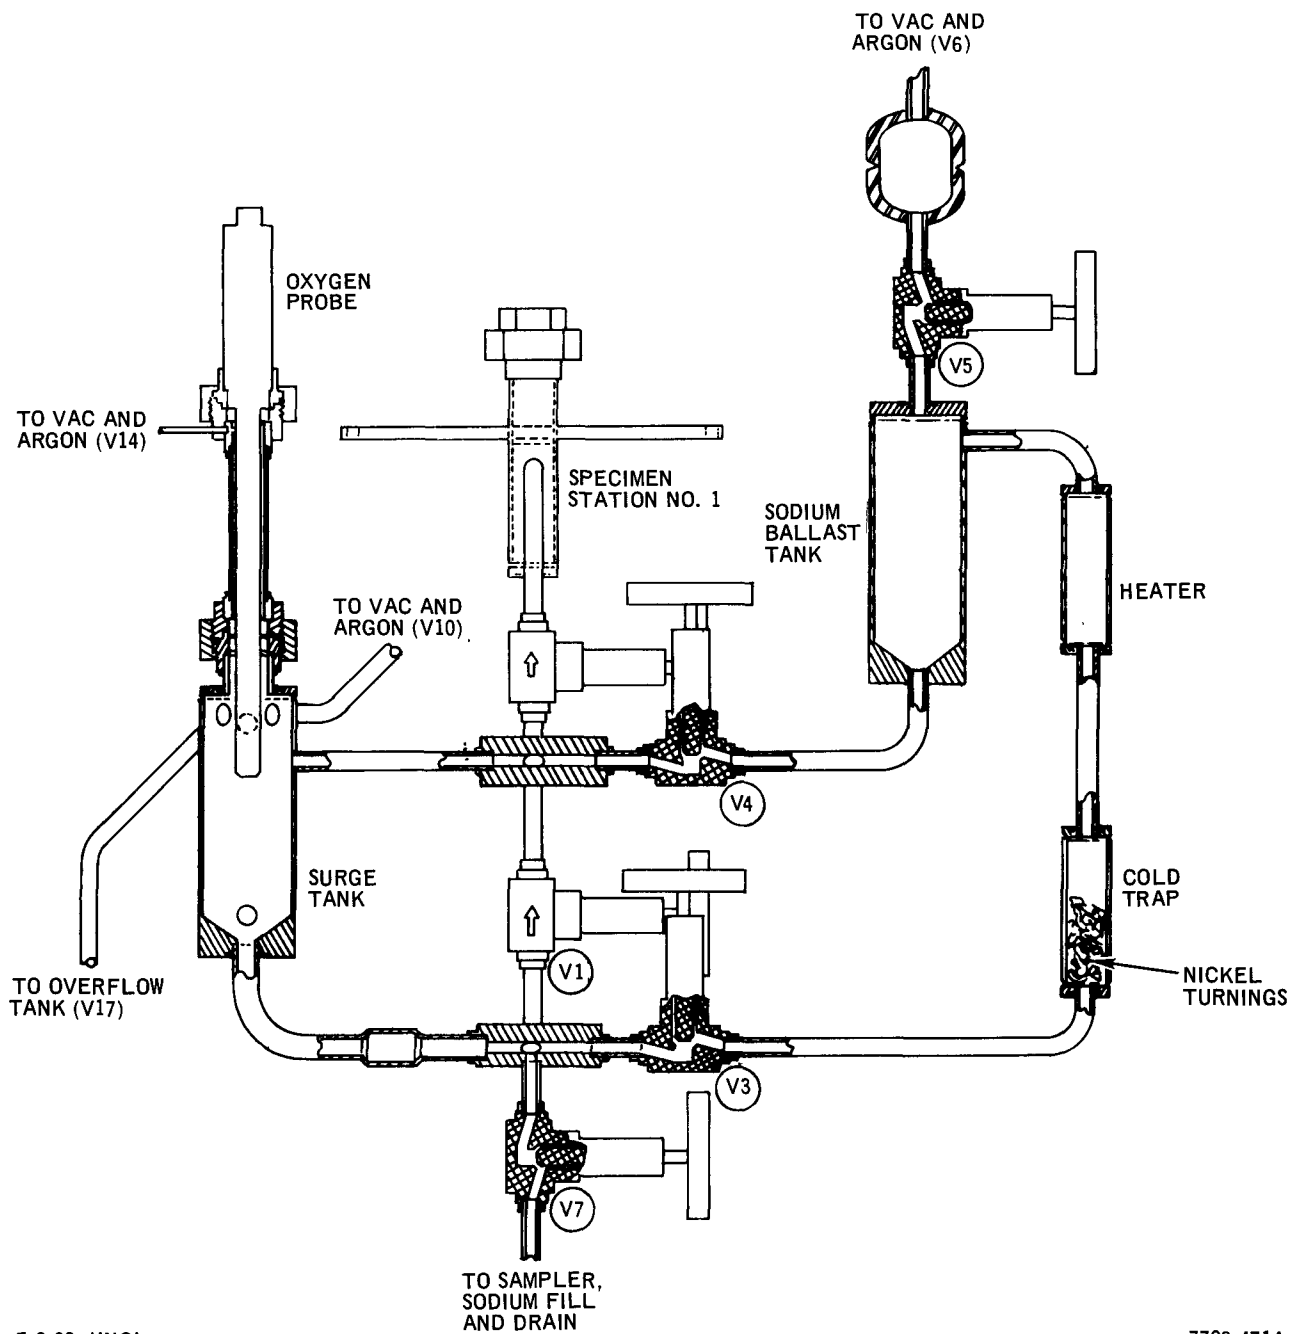 TO VAC AND
ARGON (V6)
OXYGEN
PROBE
V5
TO VAC AND
ARGON (V14)
SPECIMEN
STATION NO. 1
SODIUM
BALLAST
TANK
HEATER
TO VAC AND
ARGON (V10)
V4
SURGE
TANK
COLD
TRAP
V1
NICKEL
TURNINGS
TO OVERFLOW
TANK (V17)
V3
V7
TO SAMPLER,
SODIUM FILL
AND DRAIN